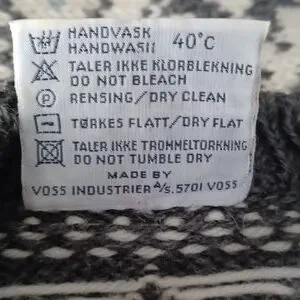 HANDVASK
HANDWASH 40°C
TALER IKKE KLORBLEKNING
DO NOT BLEACH
P RENSING/DRY CLEAN
TØRKES FLATT/DRY FLAT
TALER IKKE TROMMELTØRKNING
DO NOT TUMBLE DRY
MADE BY
VOSS INDUSTRIER A/S. 5701 VOSS